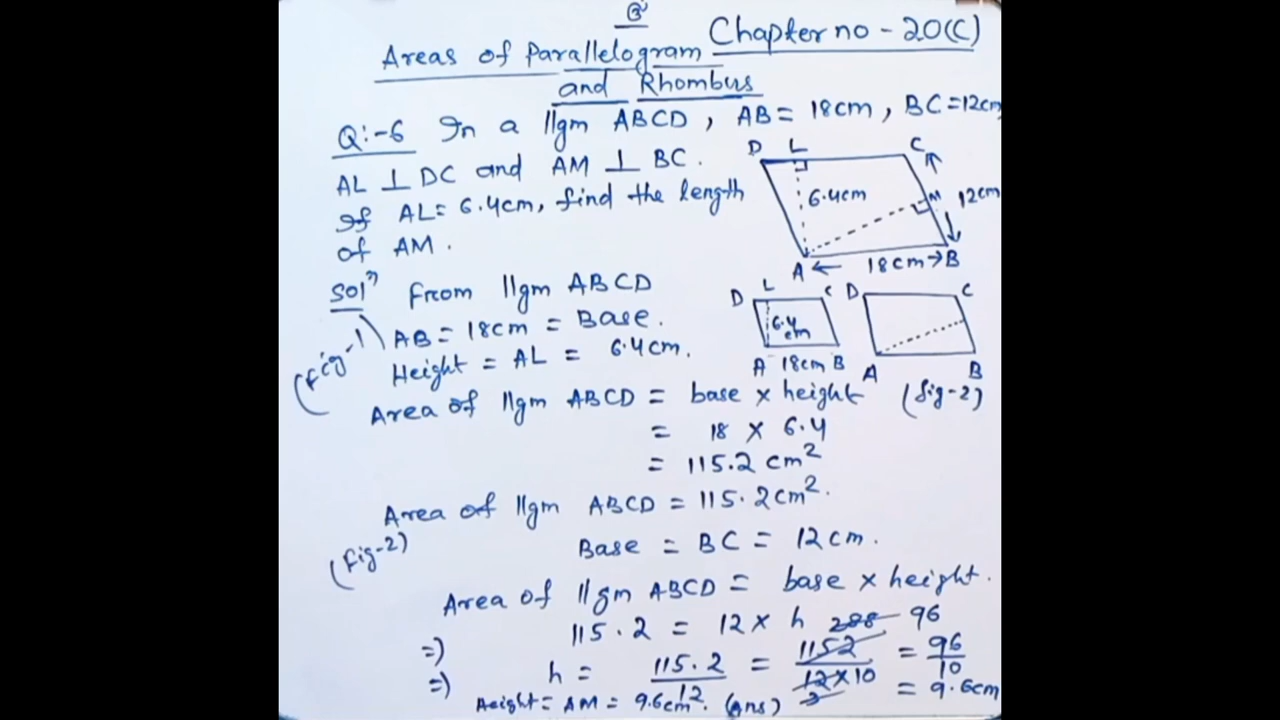 ③
Chapter no - 20(C)
Areas of Parallelogram
and Rhombus
Q:-6 In a llgm ABCD, AB = 18cm, BC = 12cm,
AL ⊥ DC and AM ⊥ BC.
If AL = 6.4cm, find the length
of AM.
D L C
6.4cm
M 12cm
A ← 18cm → B
Solⁿ From llgm ABCD
(Fig-1) AB = 18cm = Base.
Height = AL = 6.4cm.
D L C
6.4
cm
A 18cm B
D C
A B
(fig-2)
Area of llgm ABCD = base x height
= 18 x 6.4
= 115.2 cm²
Area of llgm ABCD = 115.2cm².
(Fig-2)
Base = BC = 12cm.
Area of llgm ABCD = base x height.
=) 115.2 = 12 x h 288 96
=) h = 115.2/12 = 1152/12x10 = 96/10
3
= 9.6cm
Height = AM = 9.6cm. (Ans)